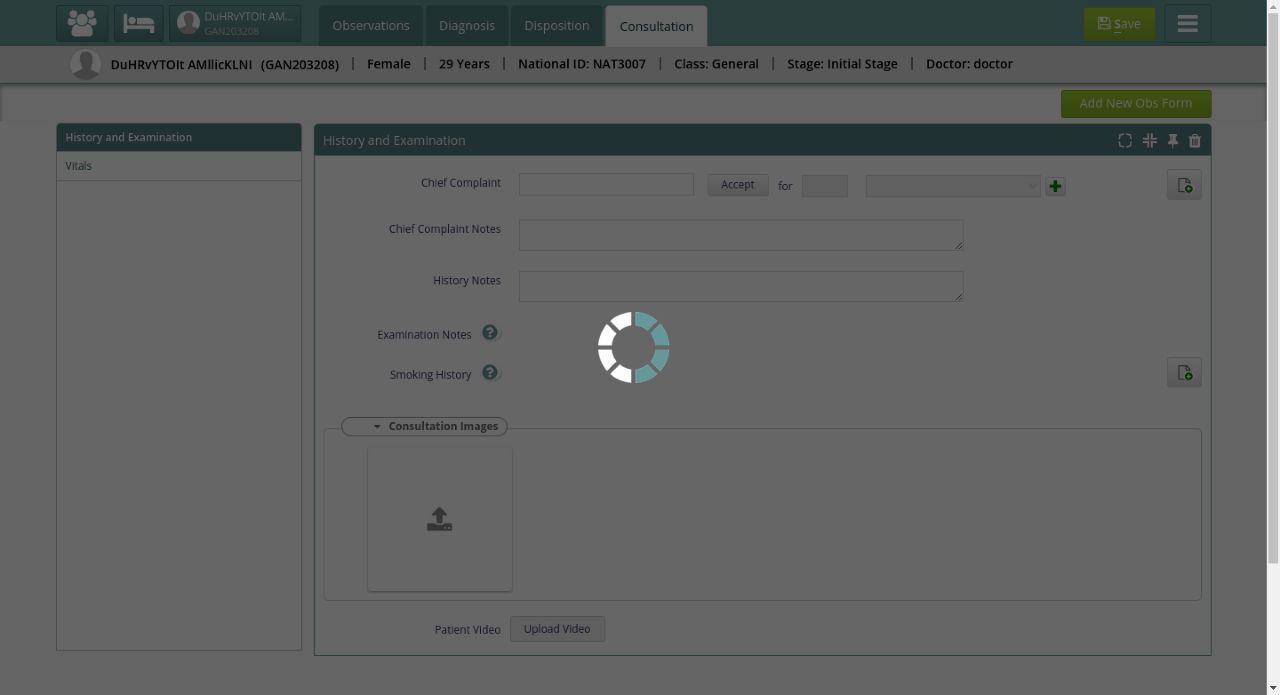 DuHRvYTOIt AM...
GAN203208
Observations
Diagnosis
Disposition
Consultation
Save
DuHRvYTOIt AMllicKLNI (GAN203208) | Female | 29 Years | National ID: NAT3007 | Class: General | Stage: Initial Stage | Doctor: doctor
Add New Obs Form
History and Examination
Vitals
History and Examination
Chief Complaint
Accept for
Chief Complaint Notes
History Notes
Examination Notes ?
Smoking History ?
Consultation Images
Patient Video Upload Video